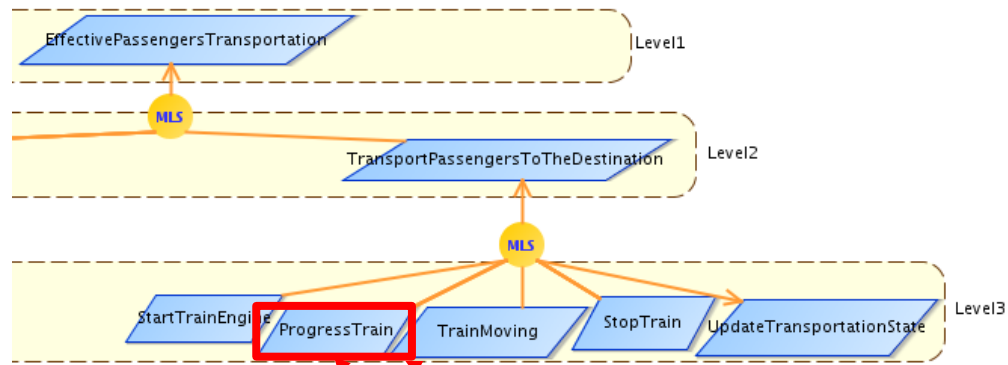 EffectivePassengersTransportation
Level1
MLS
TransportPassengersToTheDestination
Level2
MLS
StartTrainEngine
ProgressTrain
TrainMoving
StopTrain
UpdateTransportationState
Level3